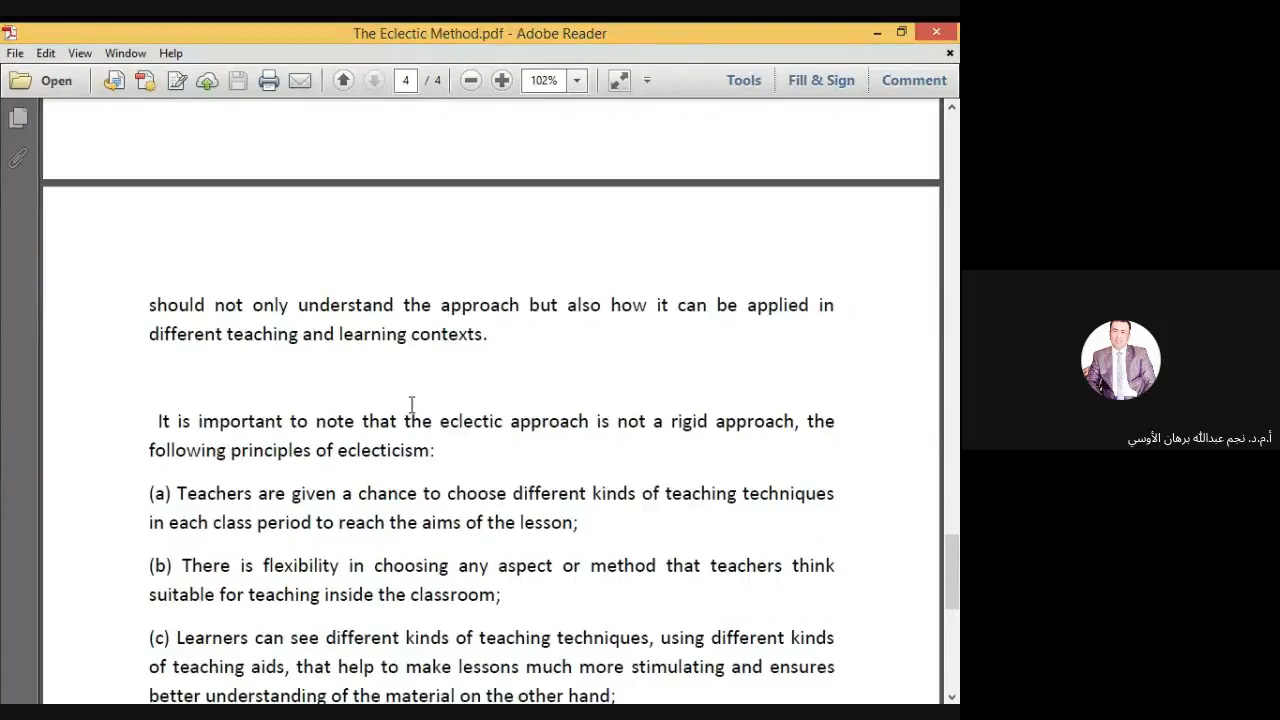 The Eclectic Method.pdf - Adobe Reader
File Edit View Window Help
Open 4 / 4 102% Tools Fill & Sign Comment
should not only understand the approach but also how it can be applied in
different teaching and learning contexts.
It is important to note that the eclectic approach is not a rigid approach, the
following principles of eclecticism:
(a) Teachers are given a chance to choose different kinds of teaching techniques
in each class period to reach the aims of the lesson;
(b) There is flexibility in choosing any aspect or method that teachers think
suitable for teaching inside the classroom;
(c) Learners can see different kinds of teaching techniques, using different kinds
of teaching aids, that help to make lessons much more stimulating and ensures
better understanding of the material on the other hand;
أ.م.د. نجم عبدالله برهان الأوسي